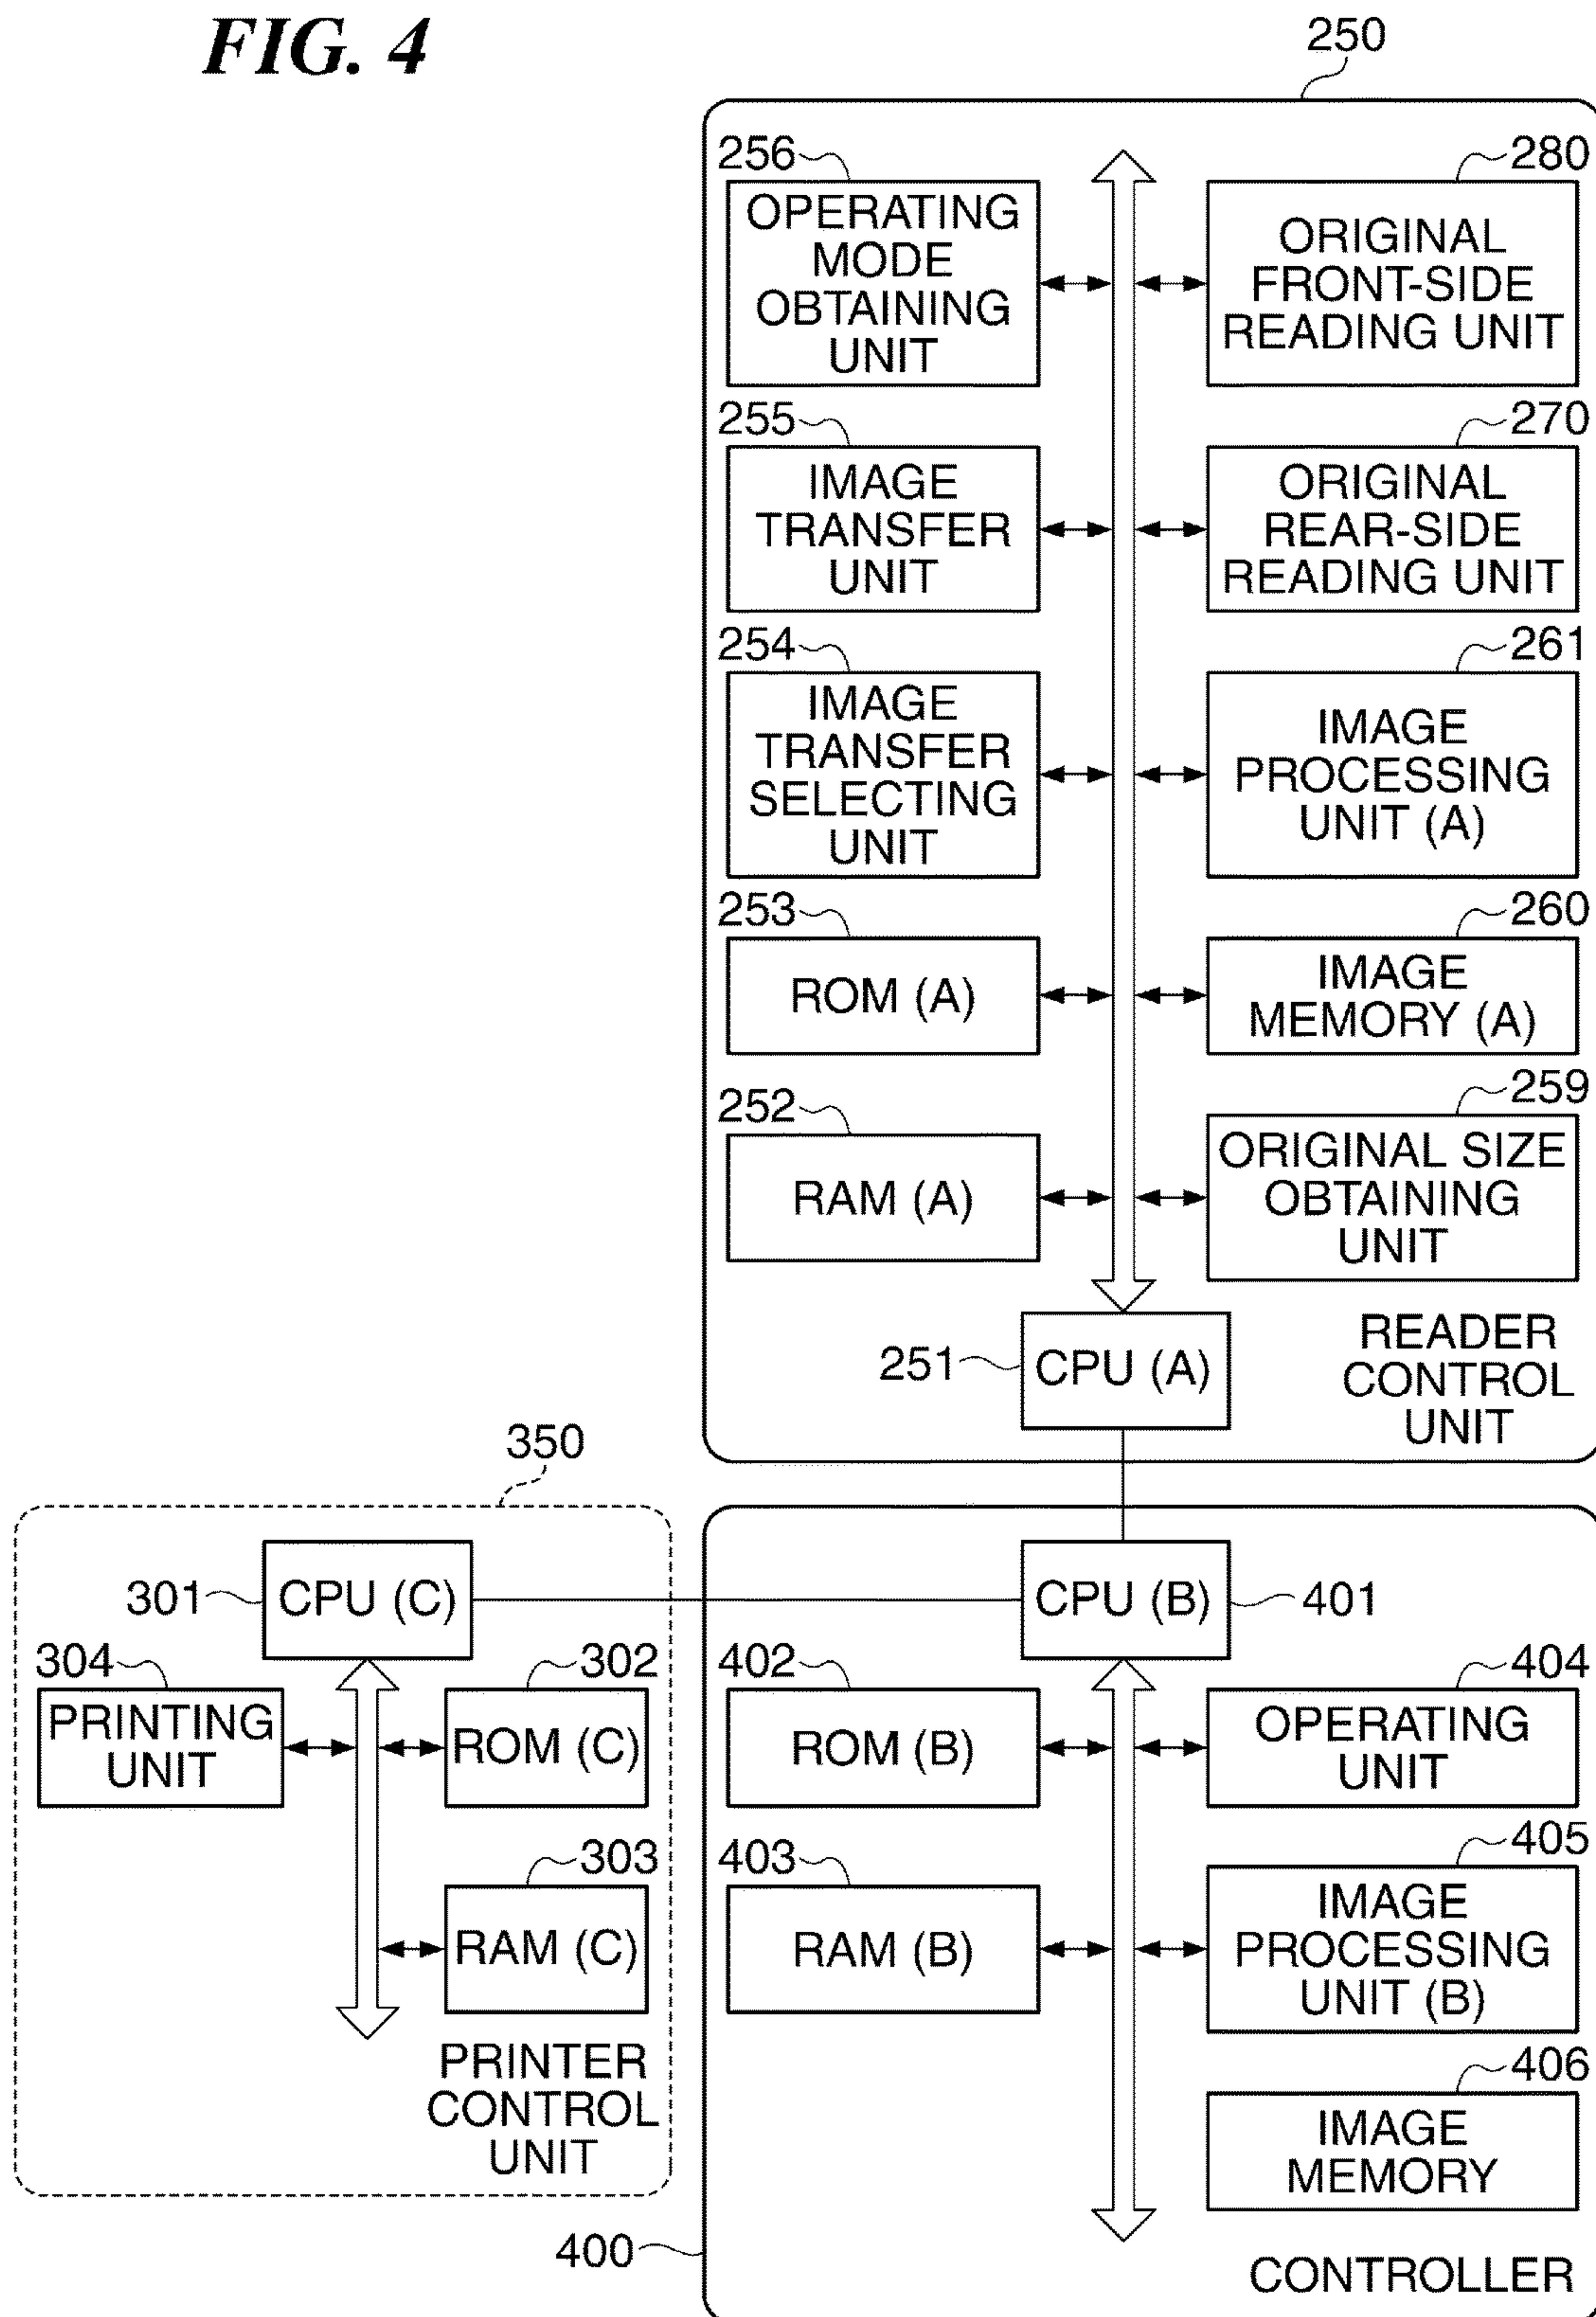 FIG. 4
250
256
OPERATING
MODE
OBTAINING
UNIT
280
ORIGINAL
FRONT-SIDE
READING UNIT
255
IMAGE
TRANSFER
UNIT
270
ORIGINAL
REAR-SIDE
READING UNIT
254
IMAGE
TRANSFER
SELECTING
UNIT
261
IMAGE
PROCESSING
UNIT (A)
253
ROM (A)
260
IMAGE
MEMORY (A)
252
RAM (A)
259
ORIGINAL SIZE
OBTAINING
UNIT
251
CPU (A)
READER
CONTROL
UNIT
350
301
CPU (C)
304
PRINTING
UNIT
302
ROM (C)
303
RAM (C)
PRINTER
CONTROL
UNIT
CPU (B)
401
402
ROM (B)
404
OPERATING
UNIT
403
RAM (B)
405
IMAGE
PROCESSING
UNIT (B)
406
IMAGE
MEMORY
400
CONTROLLER